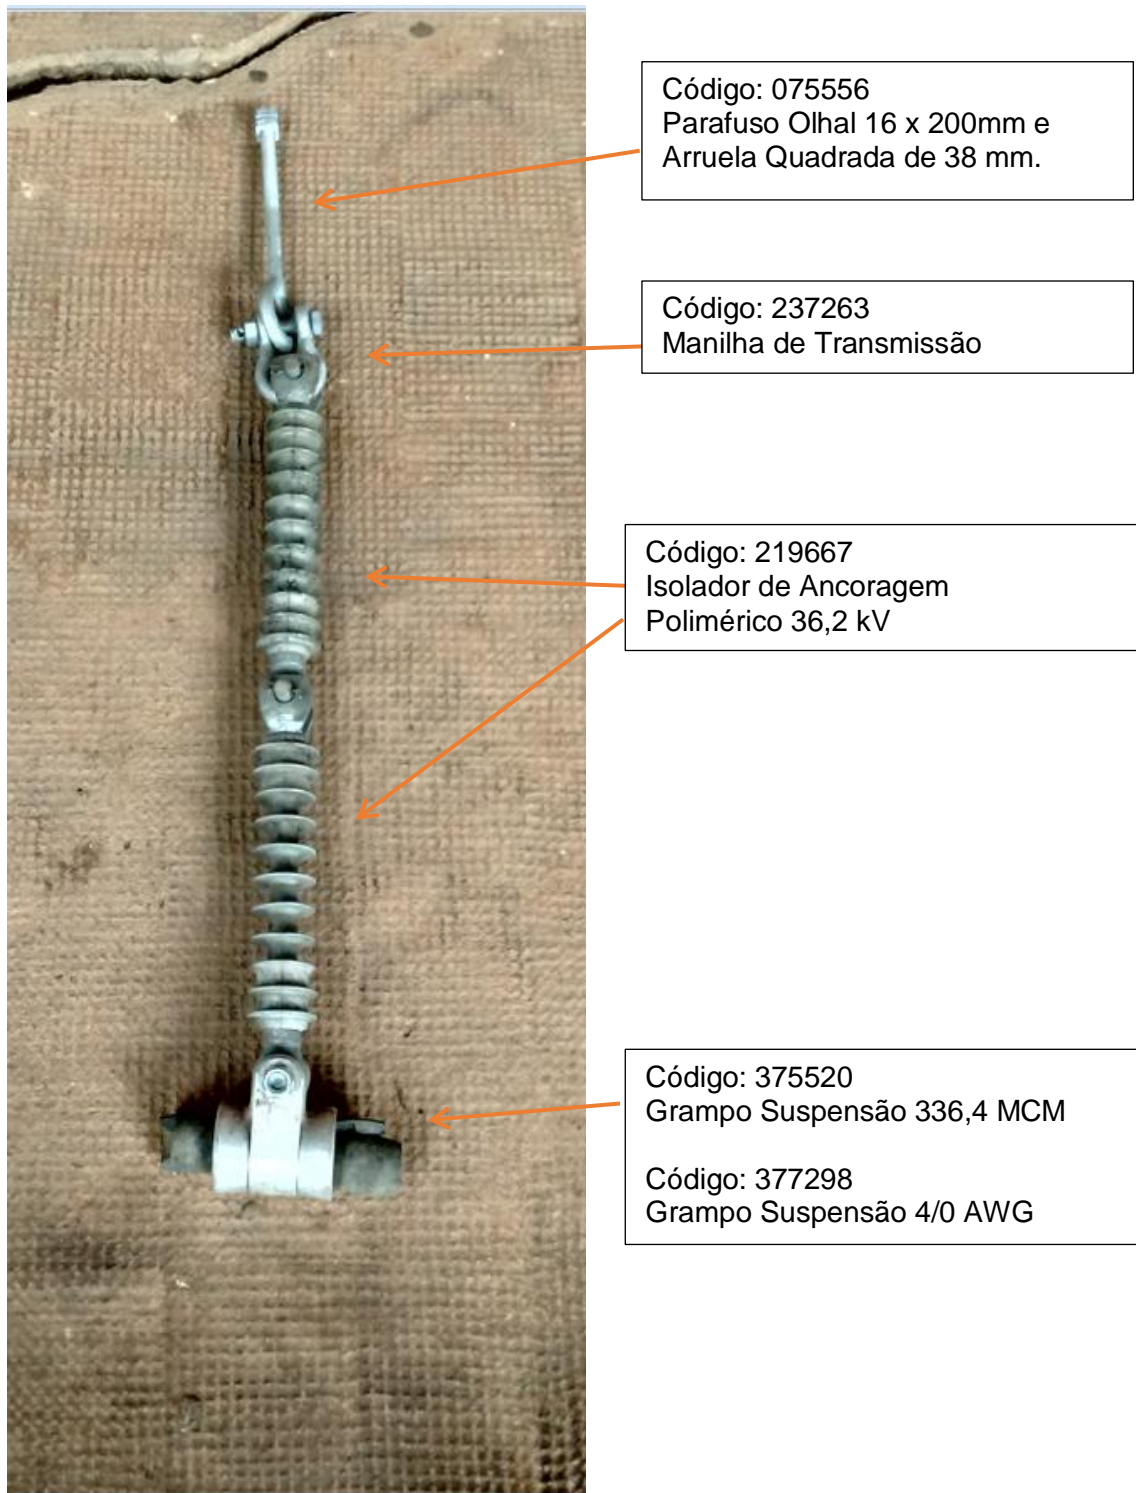 Código: 075556
Parafuso Olhal 16 x 200mm e
Arruela Quadrada de 38 mm.
Código: 237263
Manilha de Transmissão
Código: 219667
Isolador de Ancoragem
Polimérico 36,2 kV
Código: 375520
Grampo Suspensão 336,4 MCM
Código: 377298
Grampo Suspensão 4/0 AWG